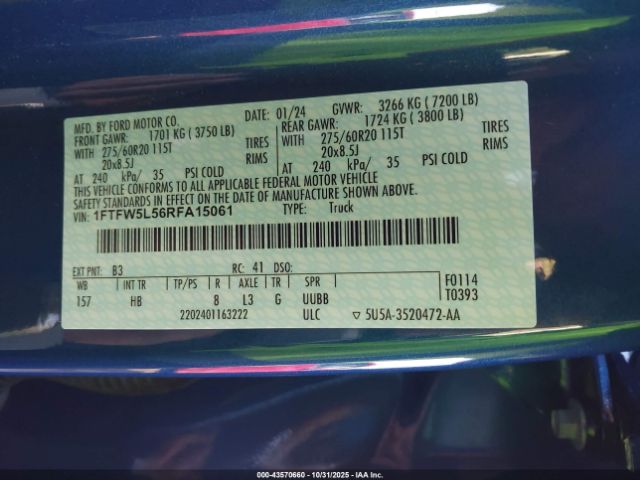 MFD. BY FORD MOTOR CO. DATE: 01/24 GVWR: 3266 KG ( 7200 LB)
FRONT GAWR: 1701 KG ( 3750 LB) REAR GAWR: 1724 KG ( 3800 LB)
WITH 275/60R20 115T TIRES WITH 275/60R20 115T TIRES
20x8.5J RIMS 20x8.5J RIMS
AT 240 kPa/ 35 PSI COLD AT 240 kPa/ 35 PSI COLD
THIS VEHICLE CONFORMS TO ALL APPLICABLE FEDERAL MOTOR VEHICLE
SAFETY STANDARDS IN EFFECT ON THE DATE OF MANUFACTURE SHOWN ABOVE.
VIN: 1FTFW5L56RFA15061 TYPE: Truck
EXT PNT: B3 RC: 41 DSO:
WB INT TR TP/PS R AXLE TR SPR F0114
157 HB 8 L3 G UUBB T0393
2202401163222 ULC ▽ 5U5A-3520472-AA
000-43570660 - 10/31/2025 - IAA Inc.